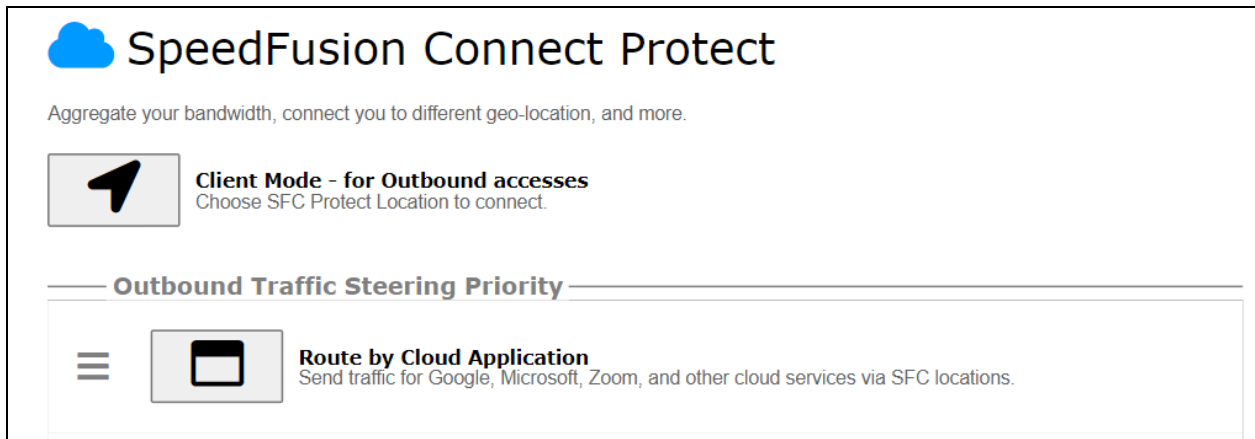 SpeedFusion Connect Protect
Aggregate your bandwidth, connect you to different geo-location, and more.
Client Mode - for Outbound accesses
Choose SFC Protect Location to connect.
Outbound Traffic Steering Priority
Route by Cloud Application
Send traffic for Google, Microsoft, Zoom, and other cloud services via SFC locations.